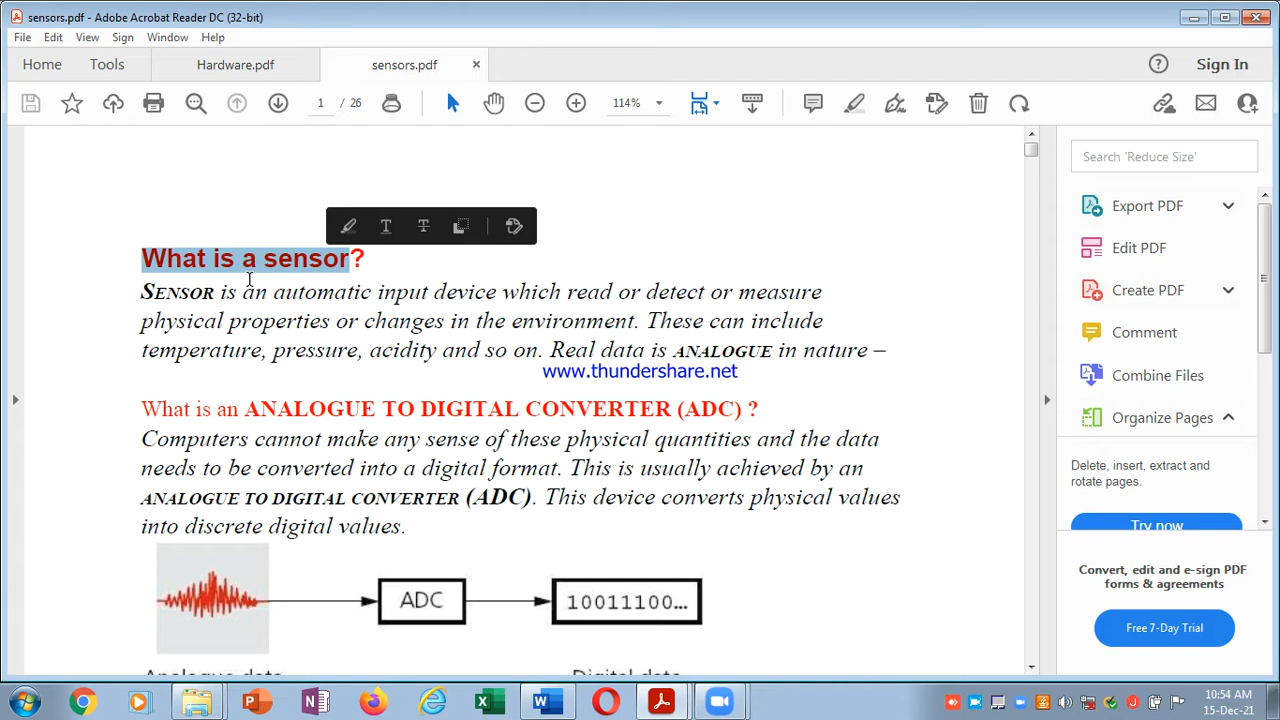 sensors.pdf - Adobe Acrobat Reader DC (32-bit)
File Edit View Sign Window Help
Home Tools Hardware.pdf sensors.pdf × Sign In
1 / 26 114%
Search 'Reduce Size'
Export PDF
Edit PDF
Create PDF
Comment
Combine Files
Organize Pages
Delete, insert, extract and
rotate pages.
Try now
Convert, edit and e-sign PDF
forms & agreements
Free 7-Day Trial
What is a sensor?
SENSOR is an automatic input device which read or detect or measure
physical properties or changes in the environment. These can include
temperature, pressure, acidity and so on. Real data is ANALOGUE in nature –
www.thundershare.net
What is an ANALOGUE TO DIGITAL CONVERTER (ADC) ?
Computers cannot make any sense of these physical quantities and the data
needs to be converted into a digital format. This is usually achieved by an
ANALOGUE TO DIGITAL CONVERTER (ADC). This device converts physical values
into discrete digital values.
ADC
10011100...
Analogue data Digital data
10:54 AM
15-Dec-21